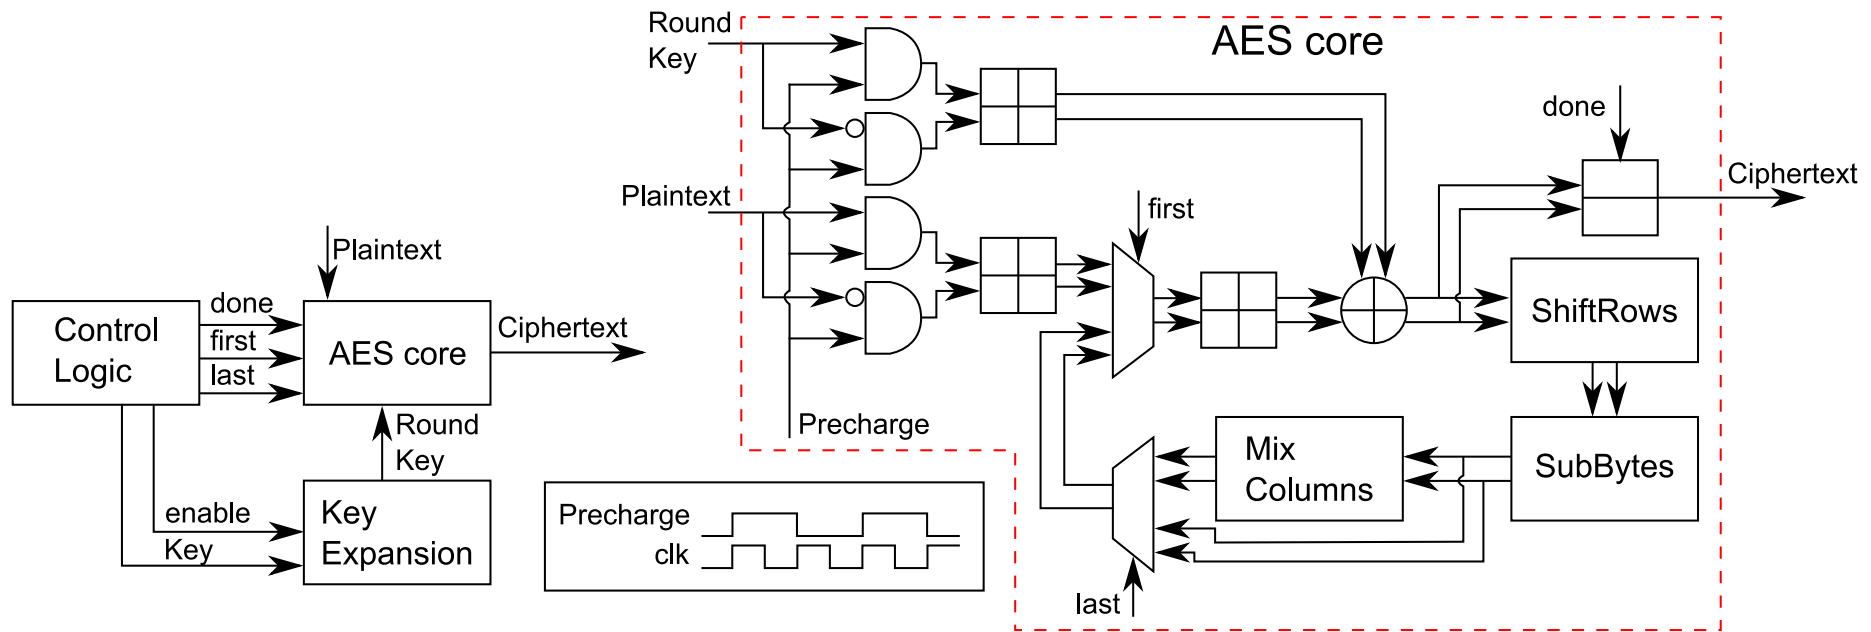 Plaintext
Control
Logic
done
first
last
AES core
Ciphertext
Round
Key
enable
Key
Key
Expansion
Precharge
clk
Round
Key
Plaintext
Precharge
AES core
first
done
Ciphertext
ShiftRows
SubBytes
Mix
Columns
last